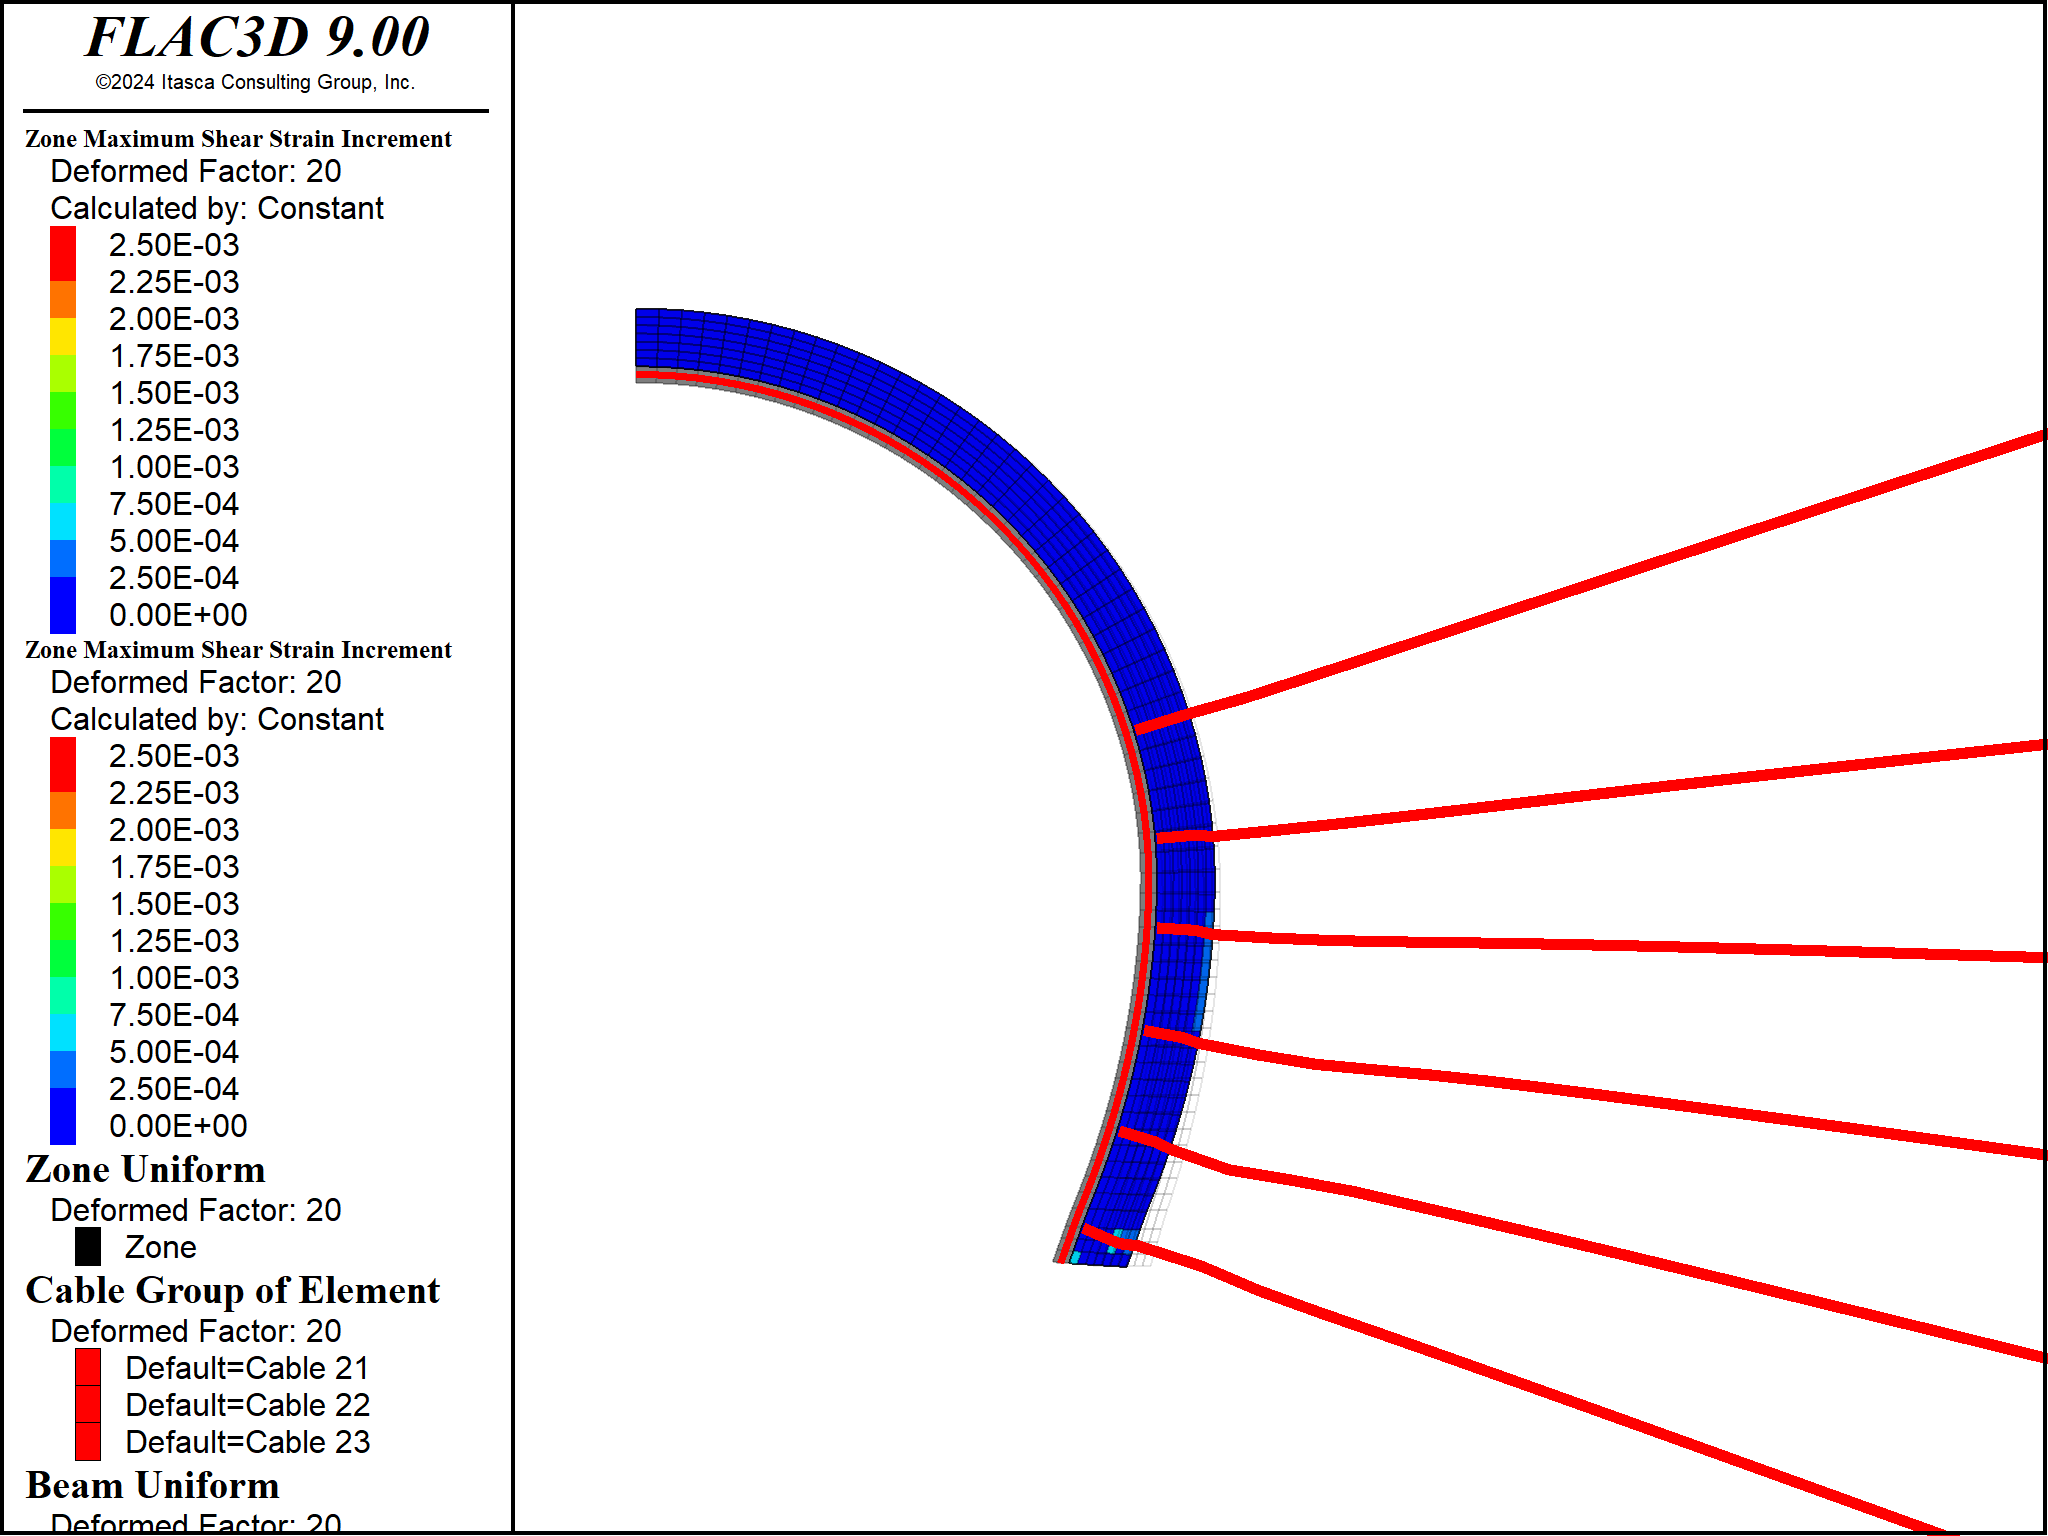 FLAC3D 9.00
©2024 Itasca Consulting Group, Inc.
Zone Maximum Shear Strain Increment
Deformed Factor: 20
Calculated by: Constant
2.50E-03
2.25E-03
2.00E-03
1.75E-03
1.50E-03
1.25E-03
1.00E-03
7.50E-04
5.00E-04
2.50E-04
0.00E+00
Zone Maximum Shear Strain Increment
Deformed Factor: 20
Calculated by: Constant
2.50E-03
2.25E-03
2.00E-03
1.75E-03
1.50E-03
1.25E-03
1.00E-03
7.50E-04
5.00E-04
2.50E-04
0.00E+00
Zone Uniform
Deformed Factor: 20
Zone
Cable Group of Element
Deformed Factor: 20
Default=Cable 21
Default=Cable 22
Default=Cable 23
Beam Uniform
Deformed Factor: 20